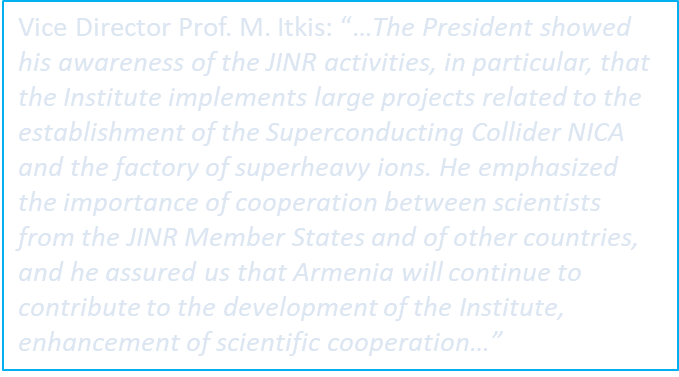 Vice Director Prof. M. Itkis: “…The President showed
his awareness of the JINR activities, in particular, that
the Institute implements large projects related to the
establishment of the Superconducting Collider NICA
and the factory of superheavy ions. He emphasized
the importance of cooperation between scientists
from the JINR Member States and of other countries,
and he assured us that Armenia will continue to
contribute to the development of the Institute,
enhancement of scientific cooperation…”